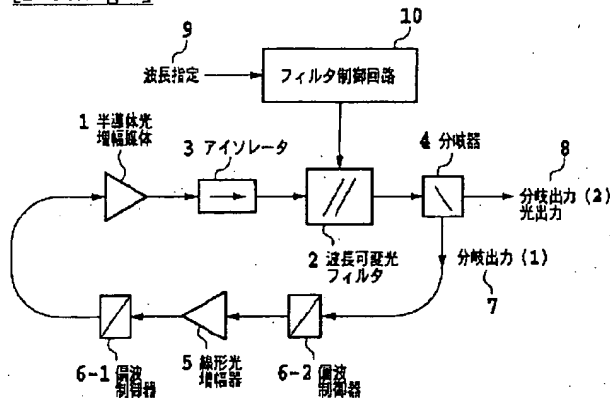 9
10
波長指定
フィルタ制御回路
1 半導体光
増幅媒体
3 アイソレータ
4 分岐器
8
分岐出力(2)
光出力
2 波長可変光
フィルタ
分岐出力(1)
7
6-1 偏波
制御器
5 線形光
増幅器
6-2 偏波
制御器